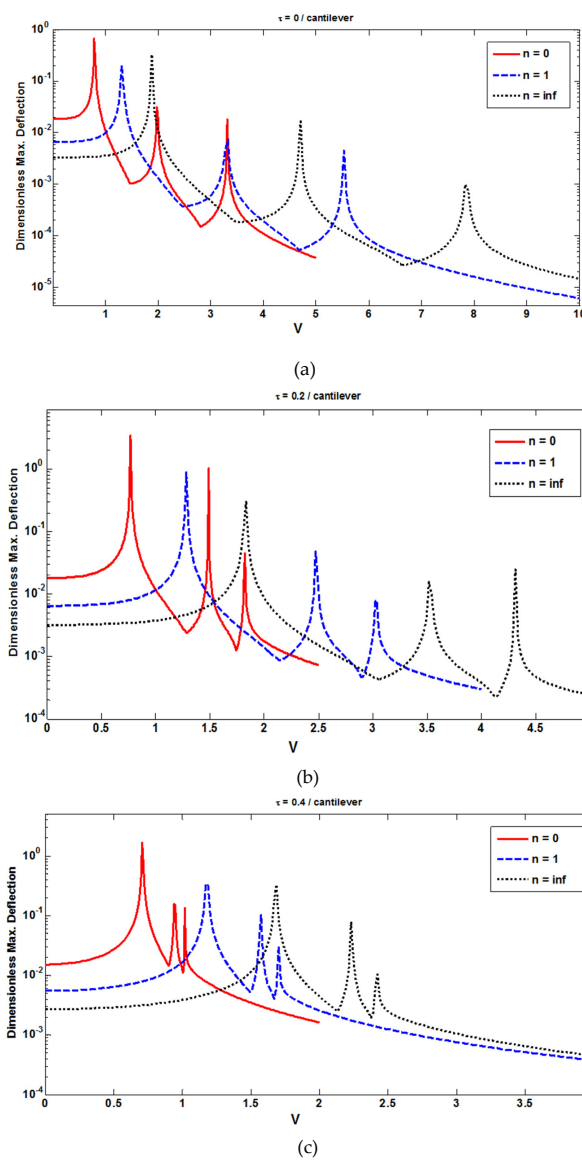 τ = 0 / cantilever
10^0
10^-1
10^-2
10^-3
10^-4
10^-5
Dimensionless Max. Deflection
n = 0
n = 1
n = inf
1 2 3 4 5 6 7 8 9 10
V
(a)
τ = 0.2 / cantilever
10^0
10^-1
10^-2
10^-3
10^-4
Dimensionless Max. Deflection
n = 0
n = 1
n = inf
0 0.5 1 1.5 2 2.5 3 3.5 4 4.5
V
(b)
τ = 0.4 / cantilever
10^0
10^-1
10^-2
10^-3
10^-4
Dimensionless Max. Deflection
n = 0
n = 1
n = inf
0 0.5 1 1.5 2 2.5 3 3.5
V
(c)